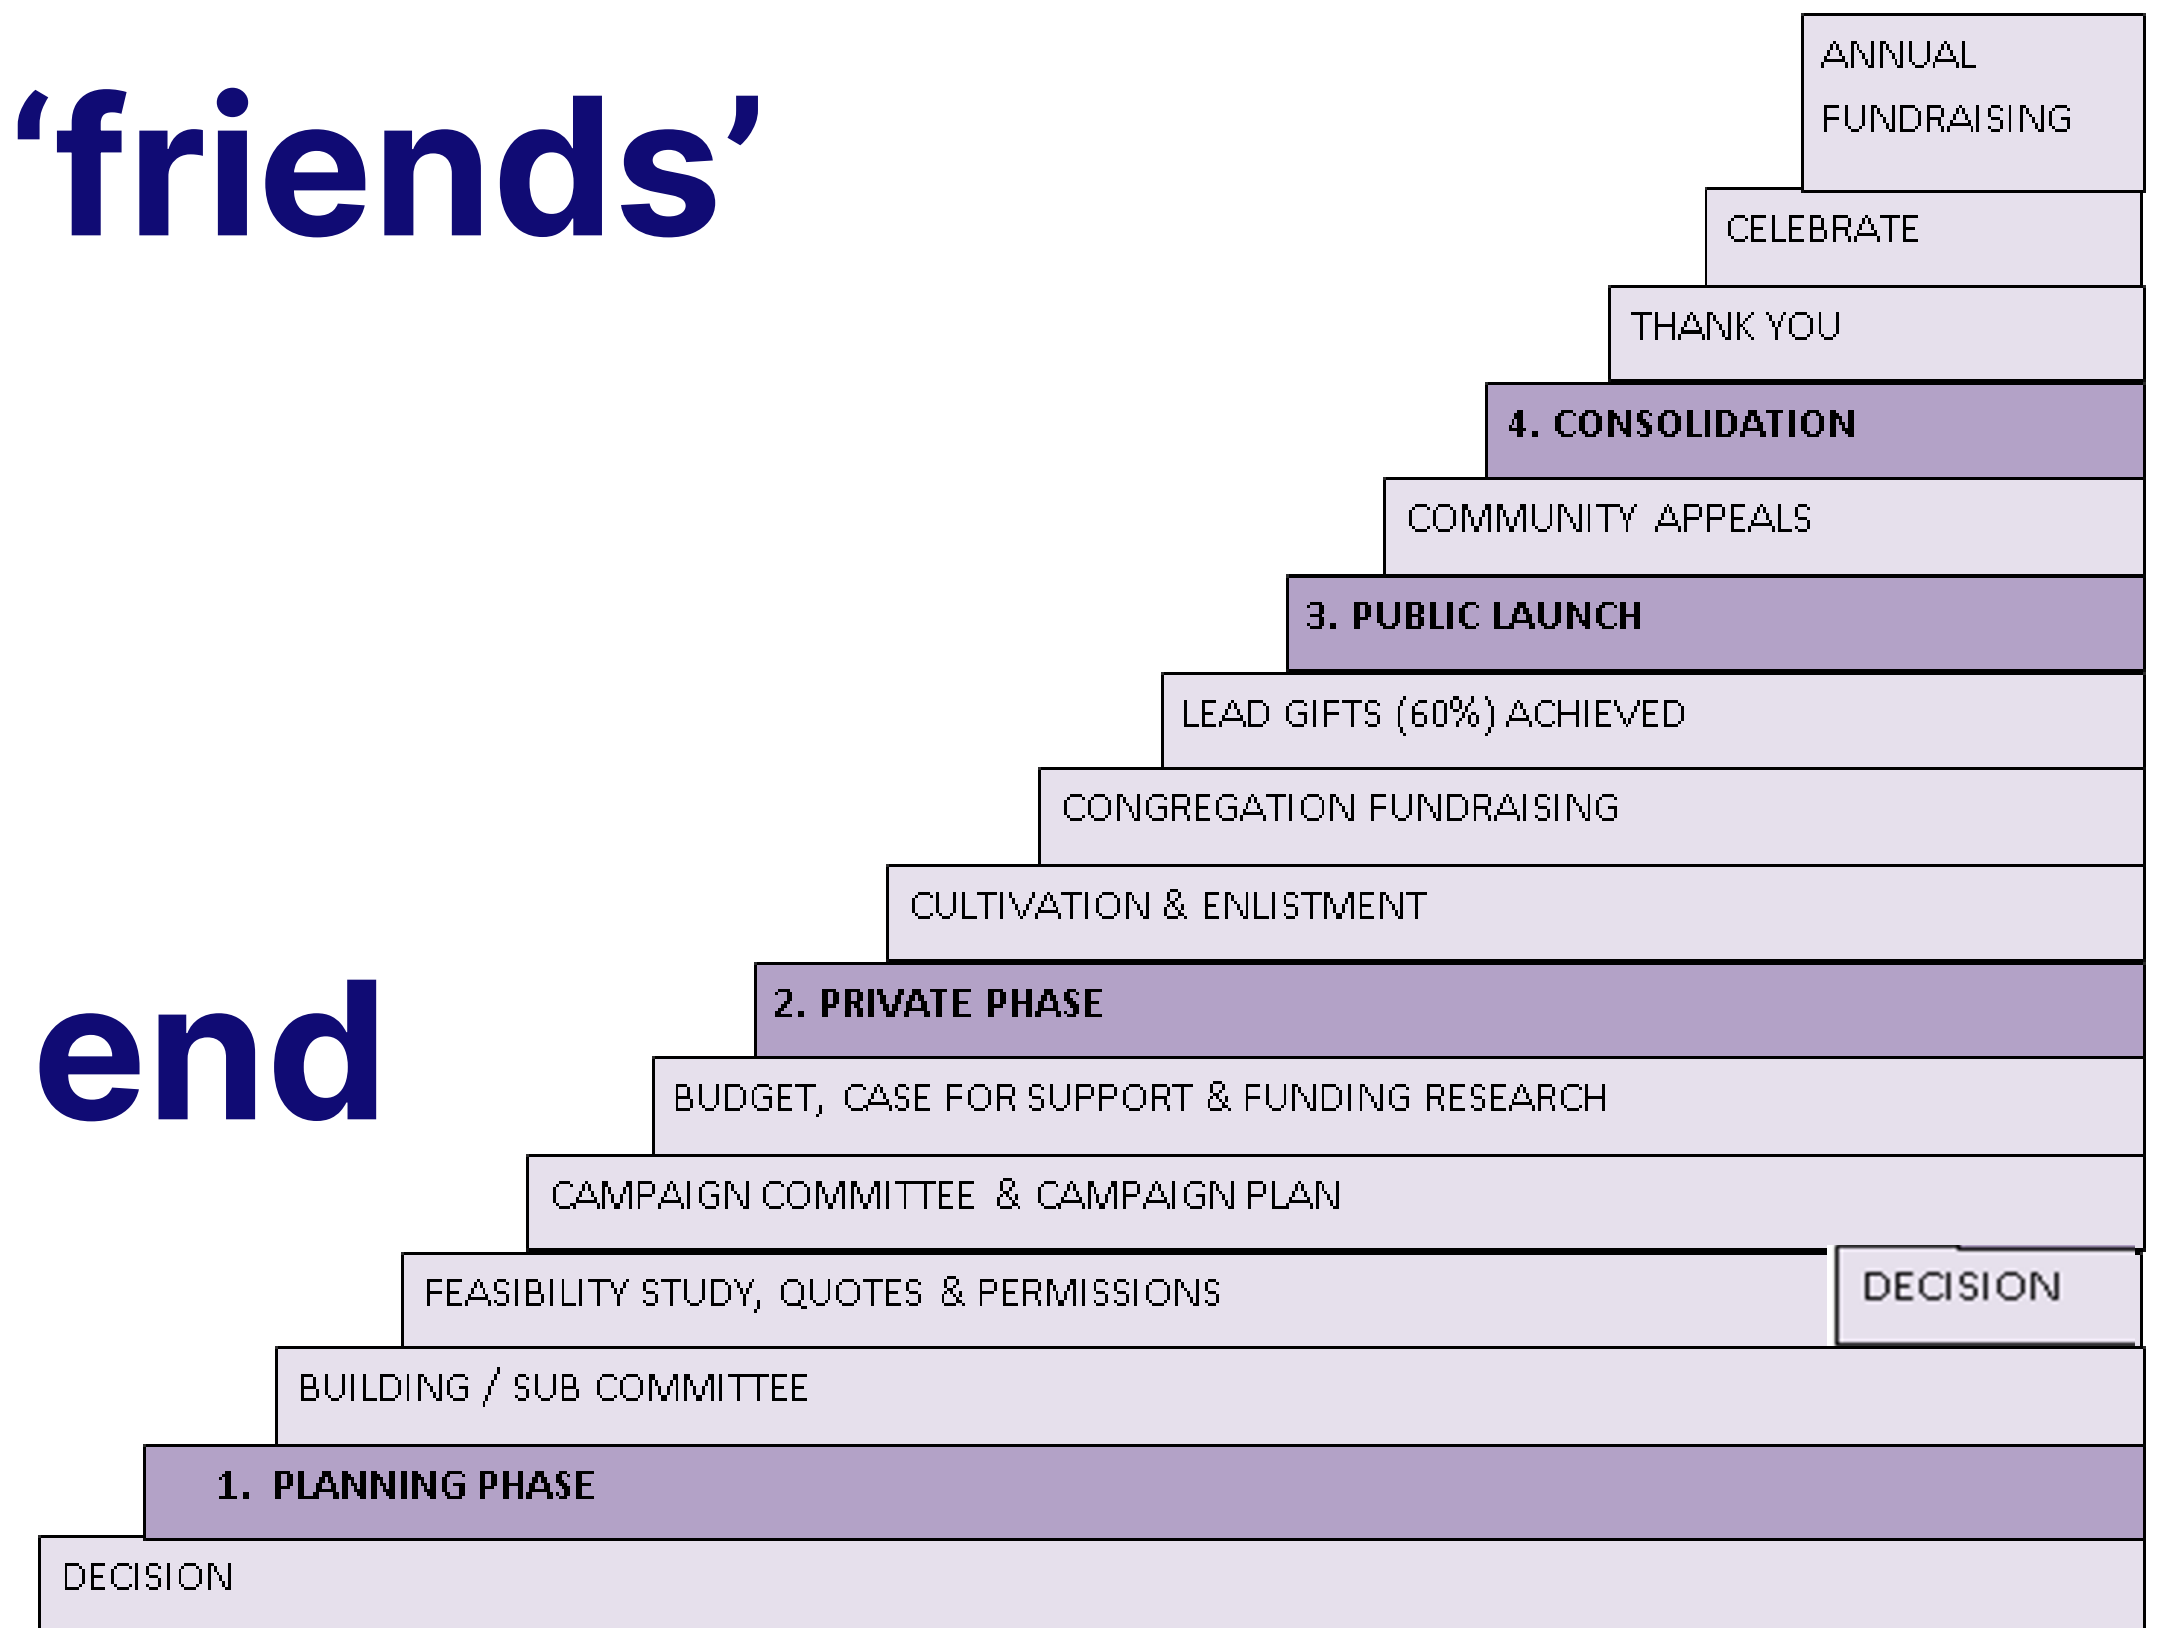 ‘friends’
end
ANNUAL
FUNDRAISING
CELEBRATE
THANK YOU
4. CONSOLIDATION
COMMUNITY APPEALS
3. PUBLIC LAUNCH
LEAD GIFTS (60%) ACHIEVED
CONGREGATION FUNDRAISING
CULTIVATION & ENLISTMENT
2. PRIVATE PHASE
BUDGET, CASE FOR SUPPORT & FUNDING RESEARCH
CAMPAIGN COMMITTEE & CAMPAIGN PLAN
FEASIBILITY STUDY, QUOTES & PERMISSIONS
DECISION
BUILDING / SUB COMMITTEE
1. PLANNING PHASE
DECISION